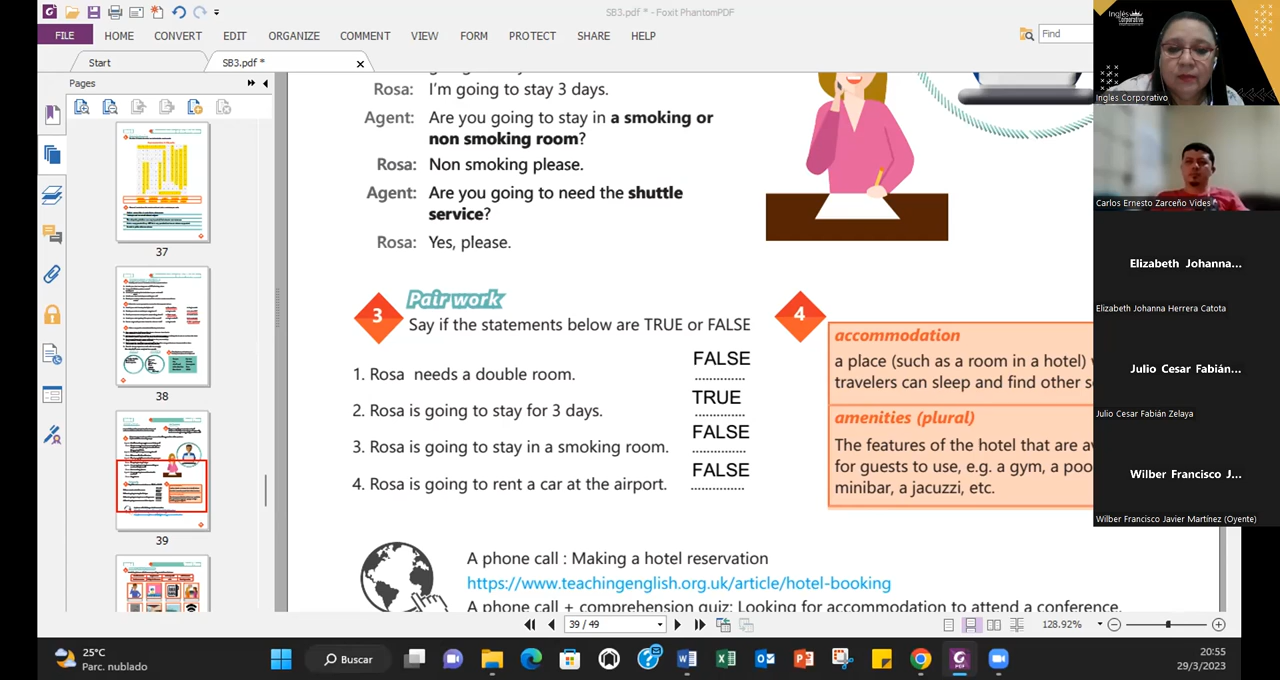 SB3.pdf * - Foxit PhantomPDF
FILE HOME CONVERT EDIT ORGANIZE COMMENT VIEW FORM PROTECT SHARE HELP
Find
Start
SB3.pdf *
Pages
37
38
39
Rosa: I'm going to stay 3 days.
Agent: Are you going to stay in a smoking or
non smoking room?
Rosa: Non smoking please.
Agent: Are you going to need the shuttle
service?
Rosa: Yes, please.
3
Pair work
Say if the statements below are TRUE or FALSE
1. Rosa needs a double room.
FALSE
2. Rosa is going to stay for 3 days.
TRUE
3. Rosa is going to stay in a smoking room.
FALSE
4. Rosa is going to rent a car at the airport.
FALSE
4
accommodation
a place (such as a room in a hotel)
travelers can sleep and find other
amenities (plural)
The features of the hotel that are
for guests to use, e.g. a gym, a
minibar, a jacuzzi, etc.
A phone call : Making a hotel reservation
https://www.teachingenglish.org.uk/article/hotel-booking
A phone call + comprehension quiz: Looking for accommodation to attend a conference.
39 / 49
128.92%
Inglés
Corporativo
Ingles Corporativo
Carlos Ernesto Zarceño Vides
Elizabeth Johanna...
Elizabeth Johanna Herrera Catota
Julio Cesar Fabián...
Julio Cesar Fabián Zelaya
Wilber Francisco J...
Wilber Francisco Javier Martínez (Oyente)
25°C
Parc. nublado
Buscar
20:55
29/3/2023